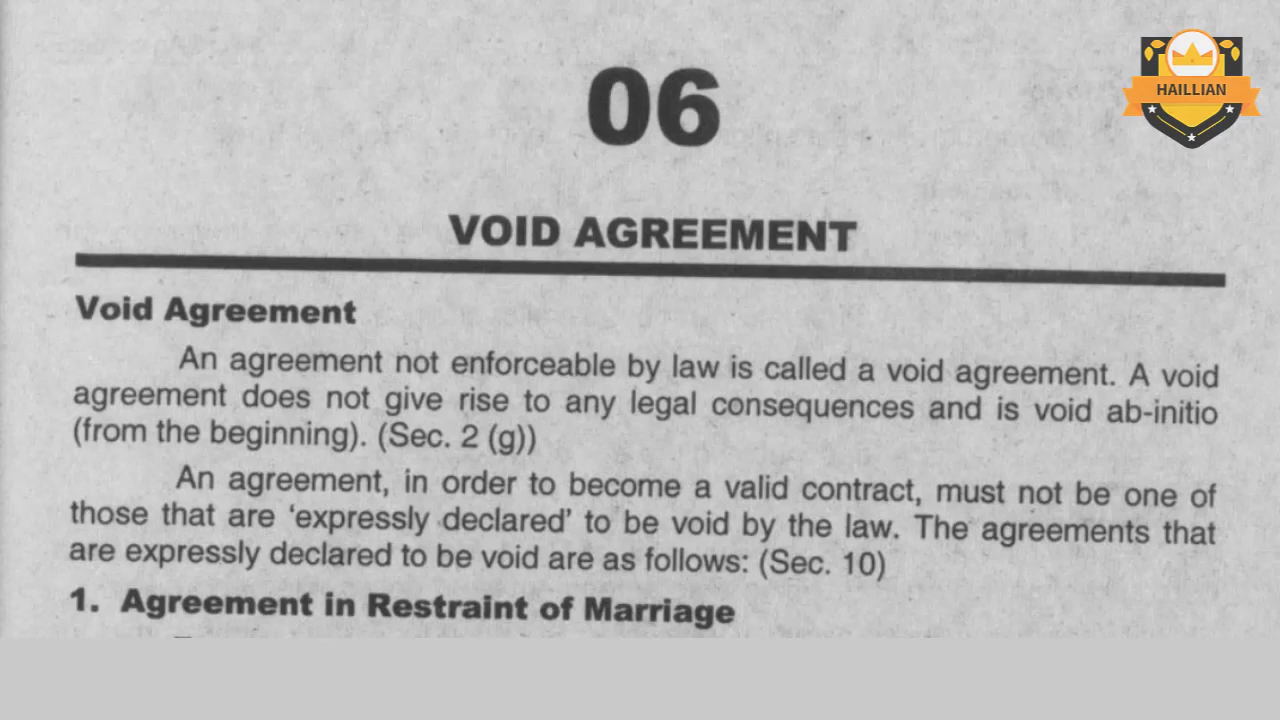 06
HAILLIAN
VOID AGREEMENT
Void Agreement
An agreement not enforceable by law is called a void agreement. A void
agreement does not give rise to any legal consequences and is void ab-initio
(from the beginning). (Sec. 2 (g))
An agreement, in order to become a valid contract, must not be one of
those that are ‘expressly declared’ to be void by the law. The agreements that
are expressly declared to be void are as follows: (Sec. 10)
1. Agreement in Restraint of Marriage